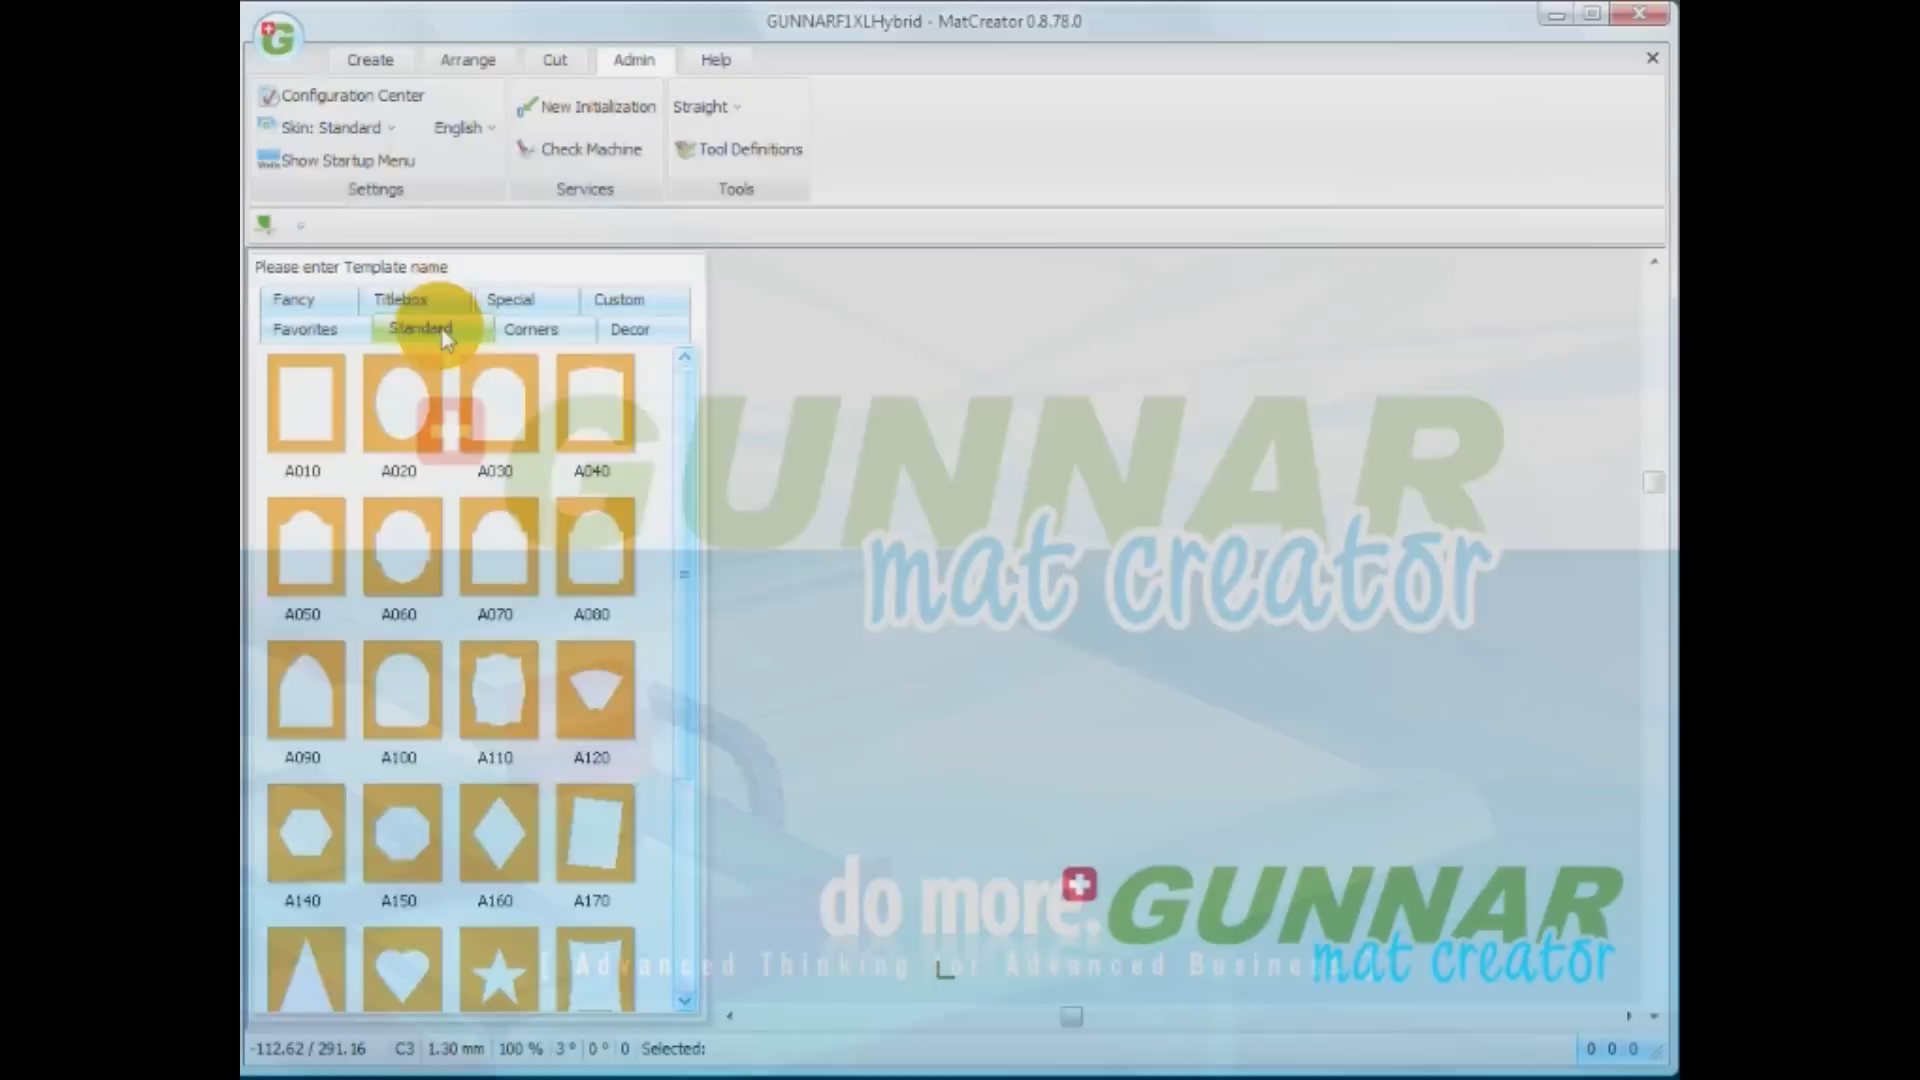 GUNNARF1XLHybrid - MatCreator 0.8.78.0
Create Arrange Cut Admin Help
Configuration Center
Skin: Standard English
Show Startup Menu
Settings
New Initialization
Check Machine
Services
Straight
Tool Definitions
Tools
Please enter Template name
Fancy Titlebox Special Custom
Favorites Standard Corners Decor
A010 A020 A030 A040
A050 A060 A070 A080
A090 A100 A110 A120
A140 A150 A160 A170
GUNNAR
mat creator
do more.
[ Advanced Thinking for Advanced Business
GUNNAR
mat creator
-112.62 / 291.16 C3 1.30 mm 100 % 3 ° 0 ° 0 Selected:
0 0 0